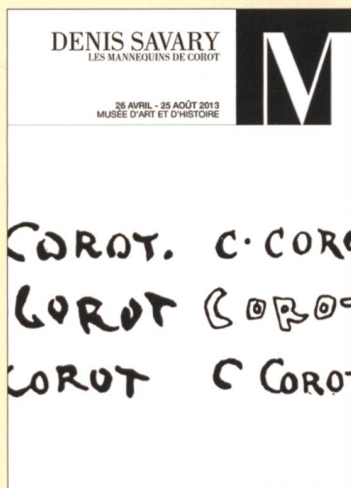 DENIS SAVARY
LES MANNEQUINS DE COROT
M
26 AVRIL - 25 AOÛT 2013
MUSÉE D'ART ET D'HISTOIRE
COROT. C. CORO
COROT COROT
COROT C COROT